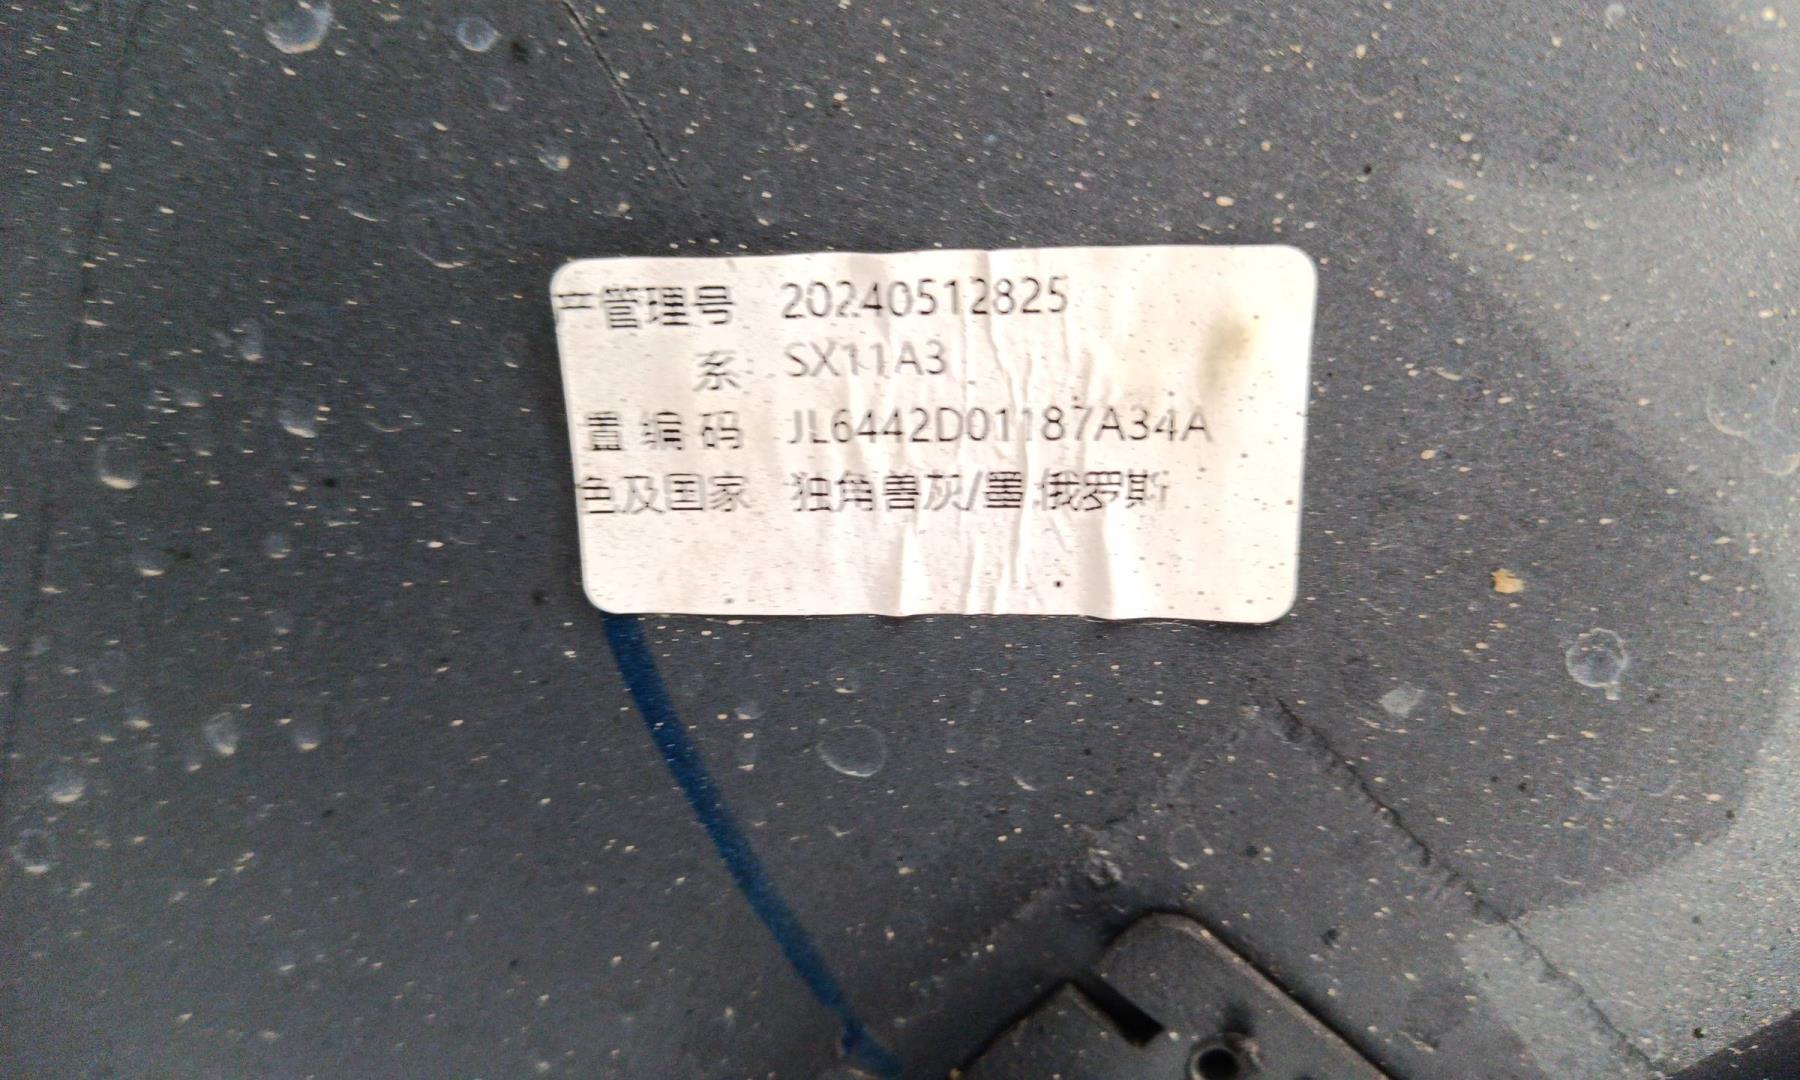 产管理号 20240512825
系 SX11A3
置编码 JL6442D01187A34A
色及国家 独角兽灰/墨 俄罗斯